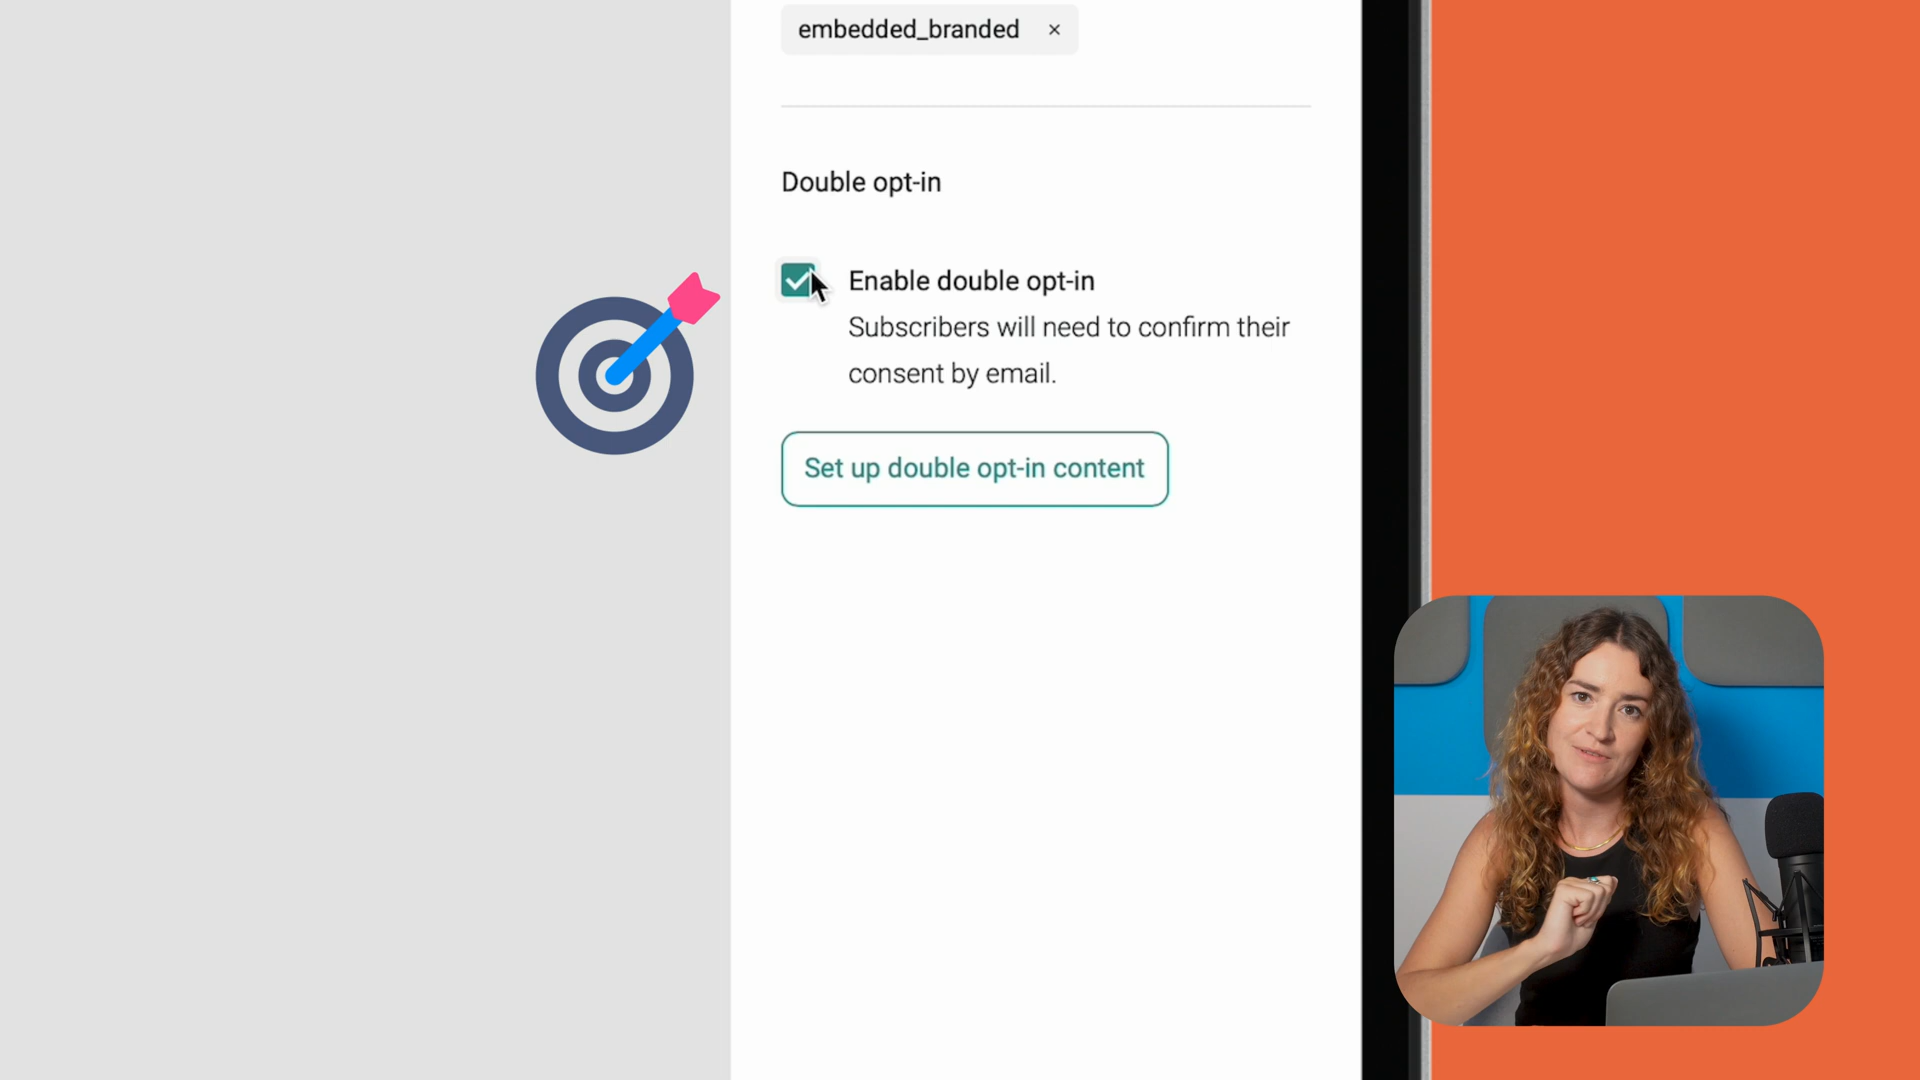 embedded_branded ×
Double opt-in
Enable double opt-in
Subscribers will need to confirm their
consent by email.
Set up double opt-in content